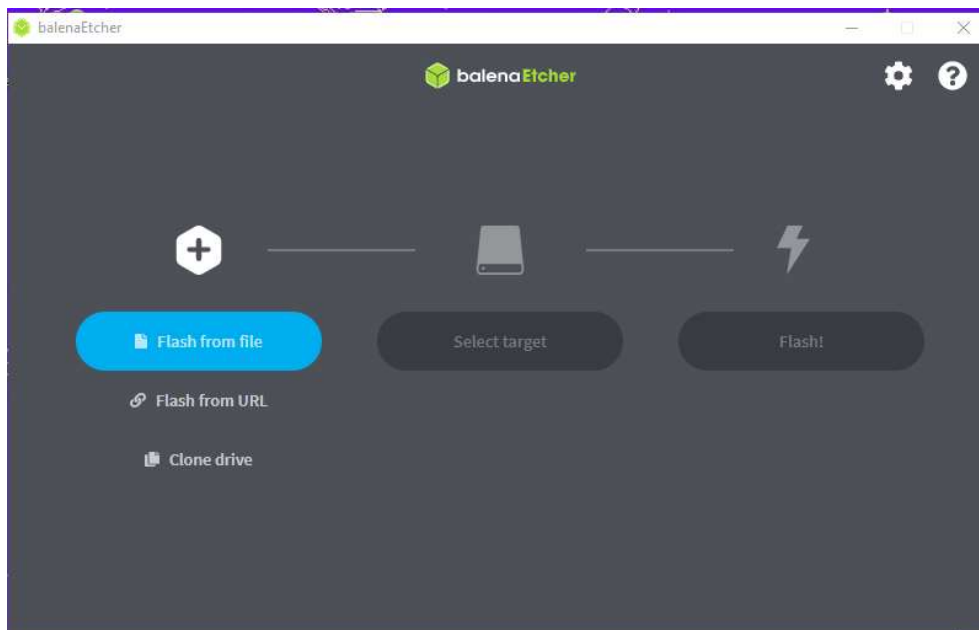 balenaEtcher
balenaEtcher
Flash from file
Select target
Flash!
Flash from URL
Clone drive